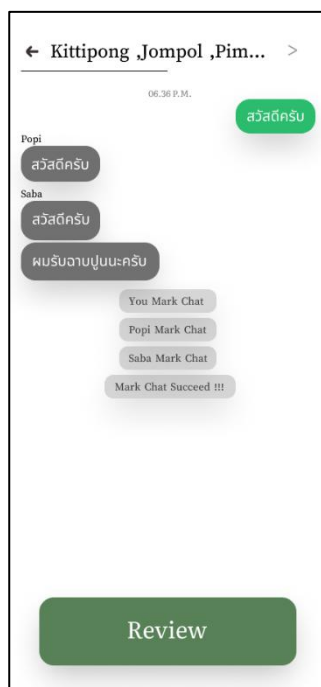 ← Kittipong ,Jompol ,Pim... >
06.36 P.M.
สวัสดีครับ
Popi
สวัสดีครับ
Saba
สวัสดีครับ
ผมรับฉาบปูนนะครับ
You Mark Chat
Popi Mark Chat
Saba Mark Chat
Mark Chat Succeed !!!
Review